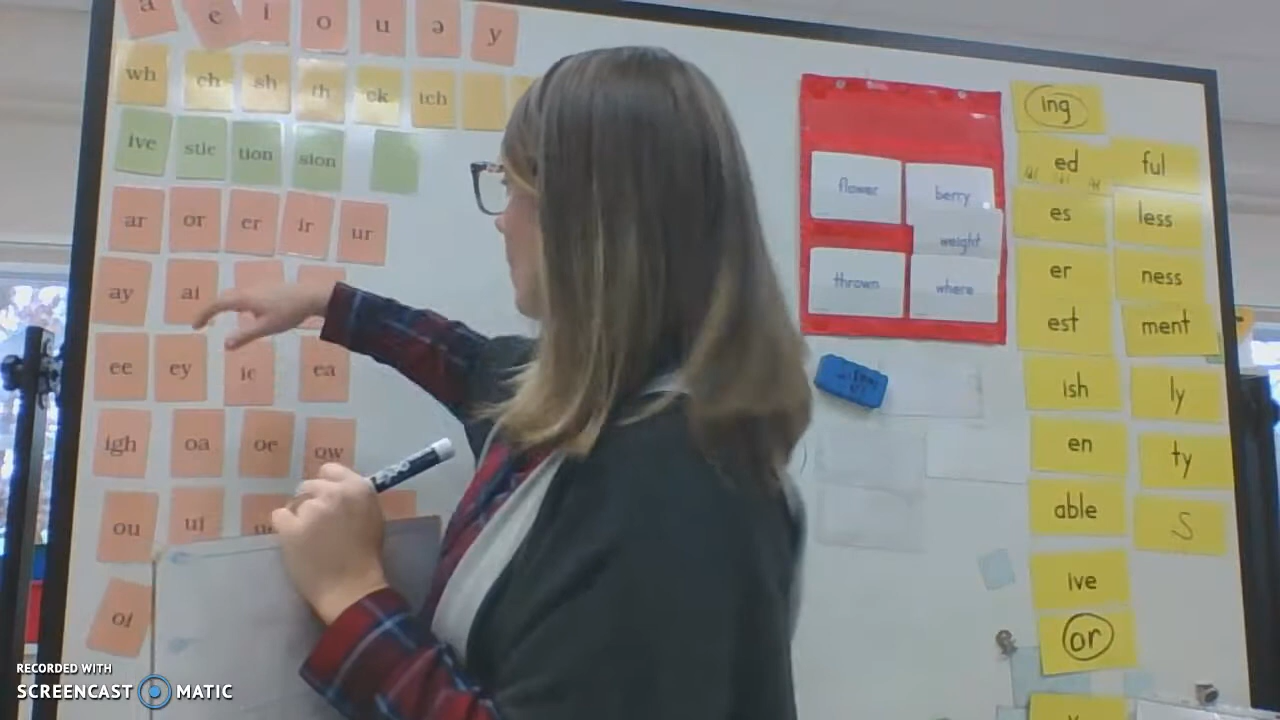 a e i o u ə y
wh ch sh th ck tch
ive stle tion sion
ar or er ir ur
ay ai
ee ey ie ea
igh oa oe ow
ou ui
oi
flower berry
weight
thrown where
ing
ed ful
es less
er ness
est ment
ish ly
en ty
able s
ive
or
RECORDED WITH
SCREENCAST MATIC